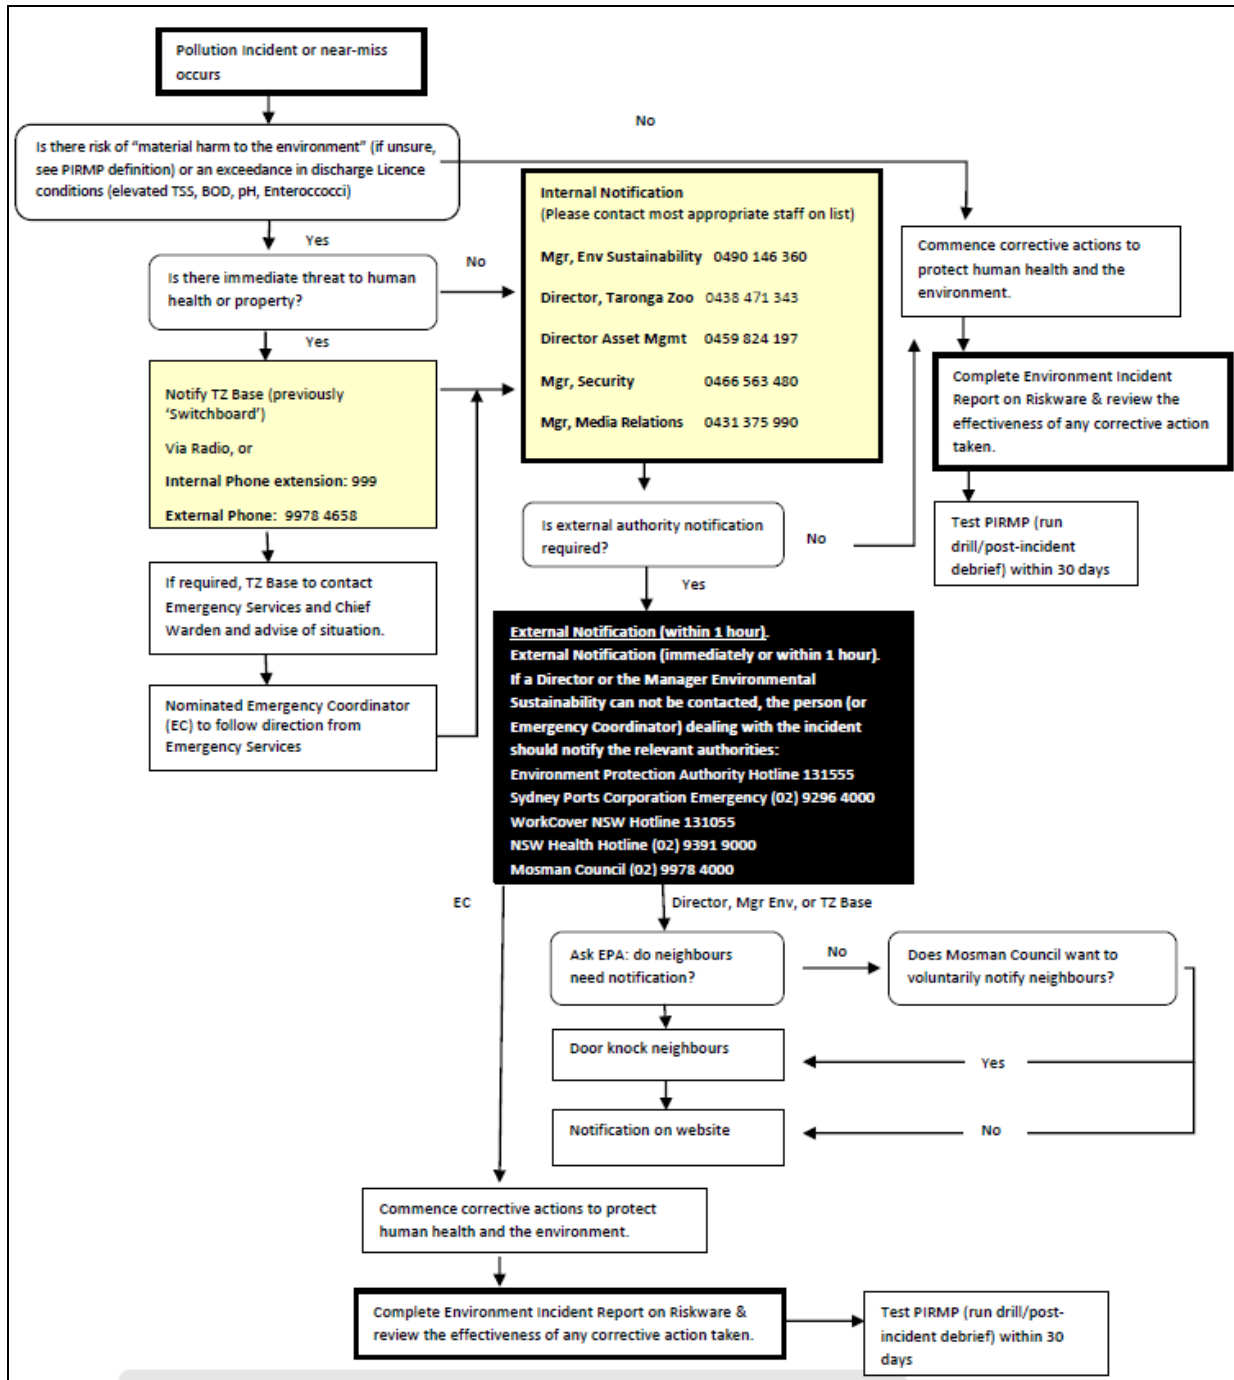 Pollution Incident or near-miss
occurs
No
Is there risk of “material harm to the environment” (if unsure,
see PIRMP definition) or an exceedance in discharge Licence
conditions (elevated TSS, BOD, pH, Enteroccocci)
Yes
Is there immediate threat to human
health or property?
No
Yes
Notify TZ Base (previously
‘Switchboard’)
Via Radio, or
Internal Phone extension: 999
External Phone: 9978 4658
If required, TZ Base to contact
Emergency Services and Chief
Warden and advise of situation.
Nominated Emergency Coordinator
(EC) to follow direction from
Emergency Services
Internal Notification
(Please contact most appropriate staff on list)
Mgr, Env Sustainability 0490 146 360
Director, Taronga Zoo 0438 471 343
Director Asset Mgmt 0459 824 197
Mgr, Security 0466 563 480
Mgr, Media Relations 0431 375 990
Is external authority notification
required?
No
Yes
Commence corrective actions to
protect human health and the
environment.
Complete Environment Incident
Report on Riskware & review the
effectiveness of any corrective action
taken.
Test PIRMP (run
drill/post-incident
debrief) within 30 days
External Notification (within 1 hour).
External Notification (immediately or within 1 hour).
If a Director or the Manager Environmental
Sustainability can not be contacted, the person (or
Emergency Coordinator) dealing with the incident
should notify the relevant authorities:
Environment Protection Authority Hotline 131555
Sydney Ports Corporation Emergency (02) 9296 4000
WorkCover NSW Hotline 131055
NSW Health Hotline (02) 9391 9000
Mosman Council (02) 9978 4000
EC
Director, Mgr Env, or TZ Base
Ask EPA: do neighbours
need notification?
No
Does Mosman Council want to
voluntarily notify neighbours?
Door knock neighbours
Yes
Notification on website
No
Commence corrective actions to protect
human health and the environment.
Complete Environment Incident Report on Riskware &
review the effectiveness of any corrective action taken.
Test PIRMP (run drill/post-
incident debrief) within 30
days